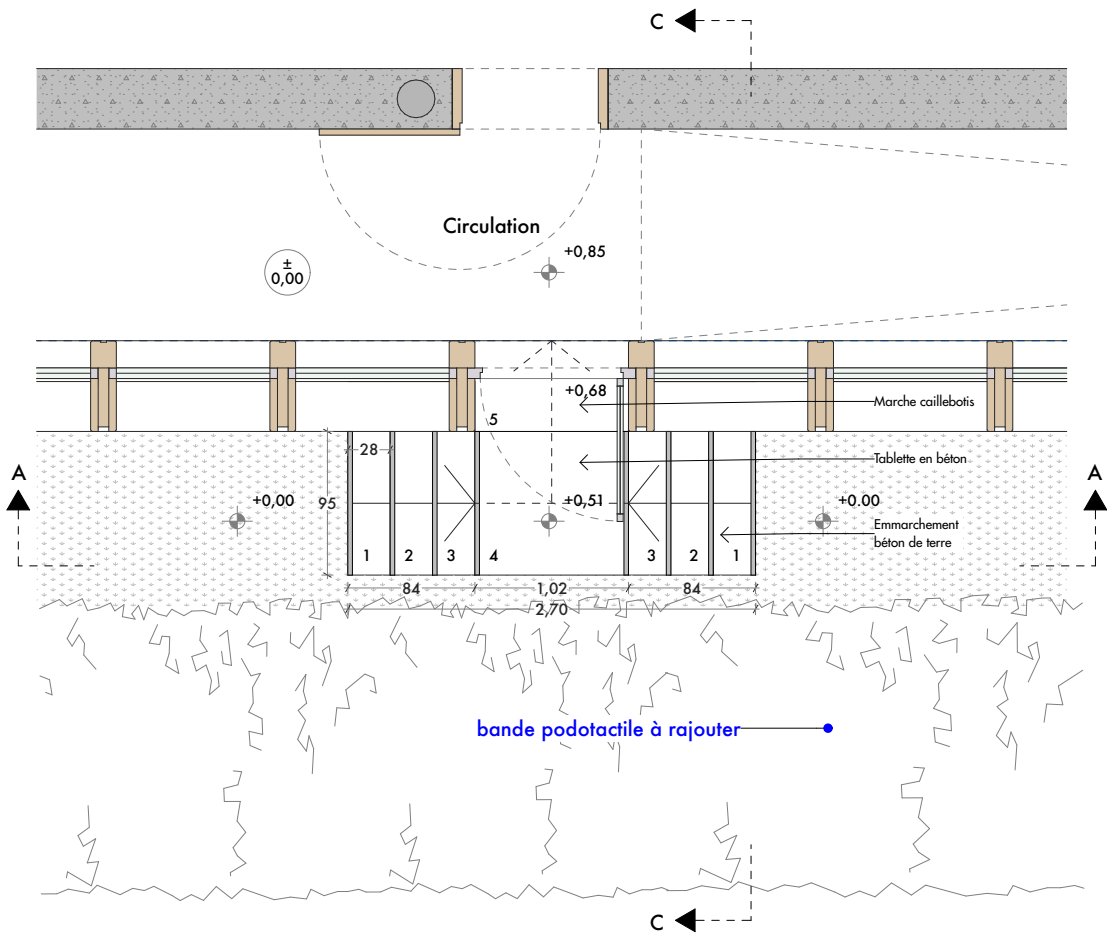 C
Circulation
+0,85
±
0,00
+0,68
Marche caillebotis
5
A
28
Tablette en béton
A
95
+0,00
+0,51
+0.00
Emmarchement
béton de terre
1
2
3
4
3
2
1
84
1,02
84
2,70
bande podotactile à rajouter
C